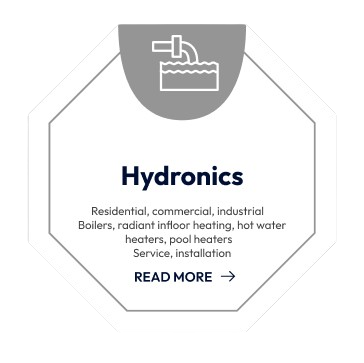 Hydronics
Residential, commercial, industrial
Boilers, radiant infloor heating, hot water
heaters, pool heaters
Service, installation
READ MORE →